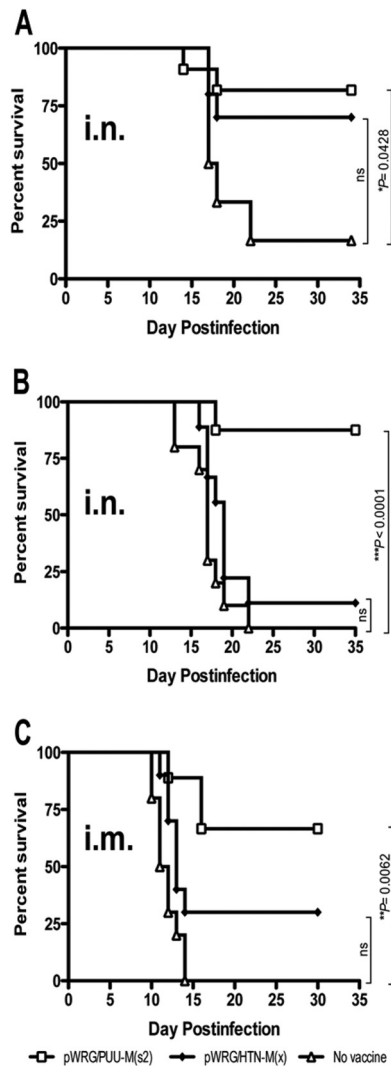 A
100
75
50
25
0
Percent survival
i.n.
0 5 10 15 20 25 30 35
Day Postinfection
ns
*P= 0.0428
B
100
75
50
25
0
Percent survival
i.n.
0 5 10 15 20 25 30 35
Day Postinfection
ns
***P< 0.0001
C
100
75
50
25
0
Percent survival
i.m.
0 5 10 15 20 25 30 35
Day Postinfection
ns
**P= 0.0062
pWRG/PUU-M(s2) pWRG/HTN-M(x) No vaccine